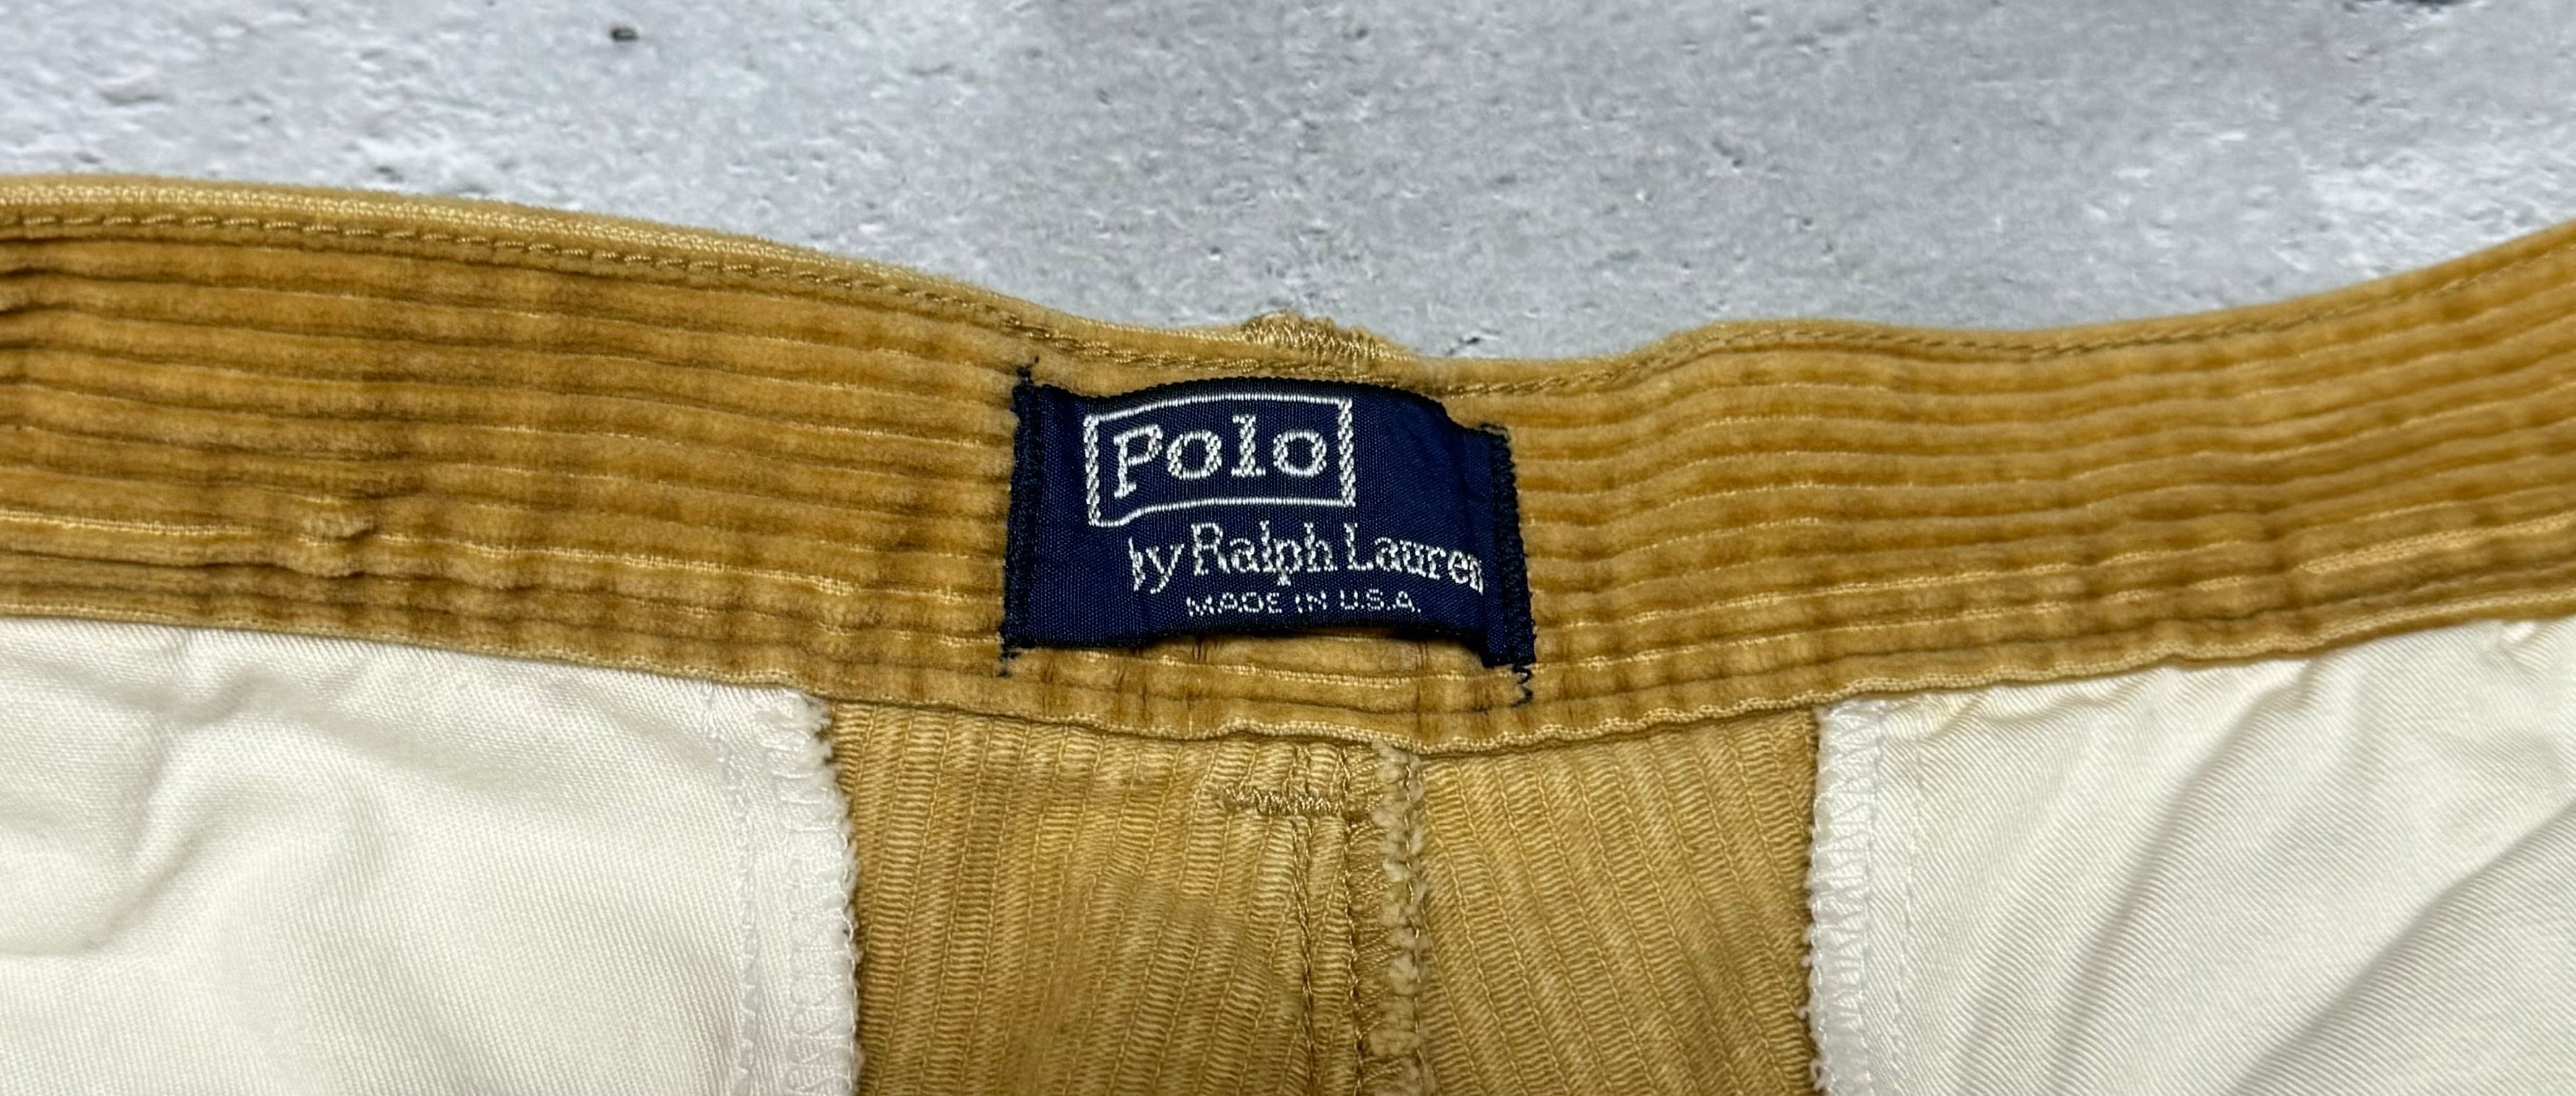 Polo
by Ralph Lauren
MADE IN U.S.A.